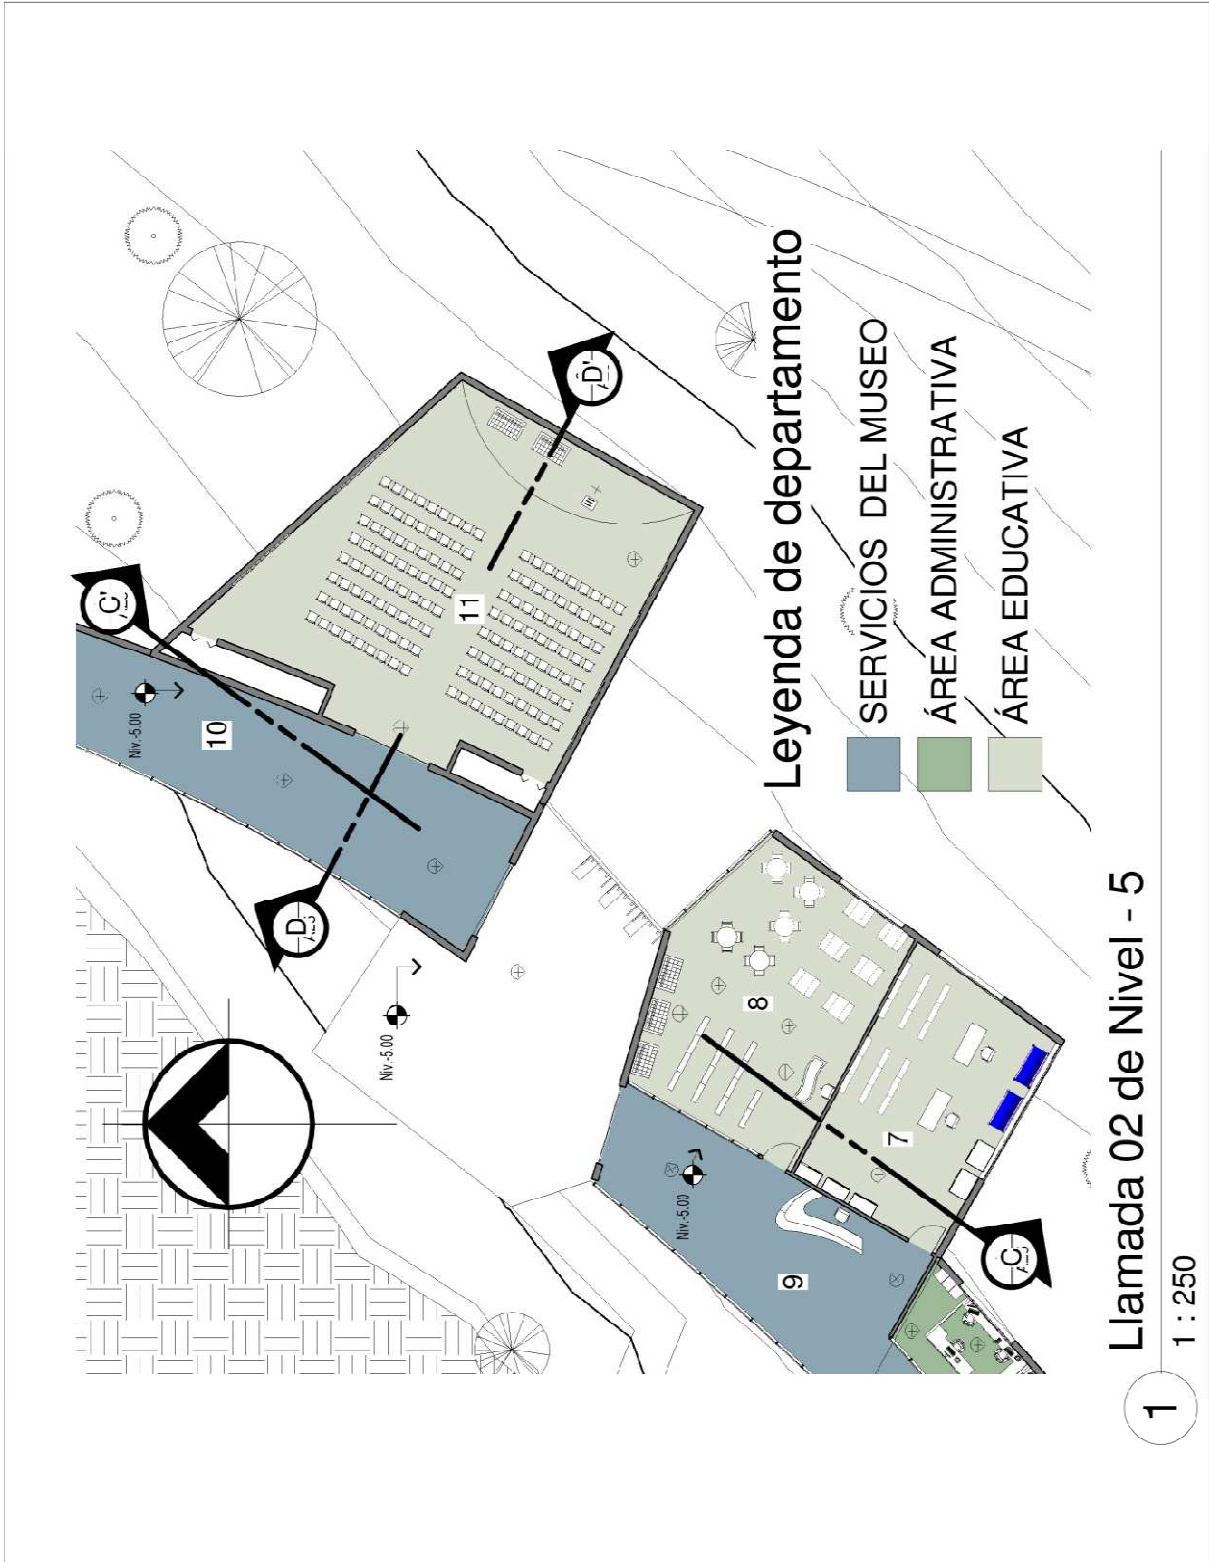 C'
D'
11
Niv.-5.00
10
D
Niv.-5.00
8
7
Niv.-5.00
9
C
Leyenda de departamento
SERVICIOS DEL MUSEO
ÁREA ADMINISTRATIVA
ÁREA EDUCATIVA
1
Llamada 02 de Nivel - 5
1 : 250